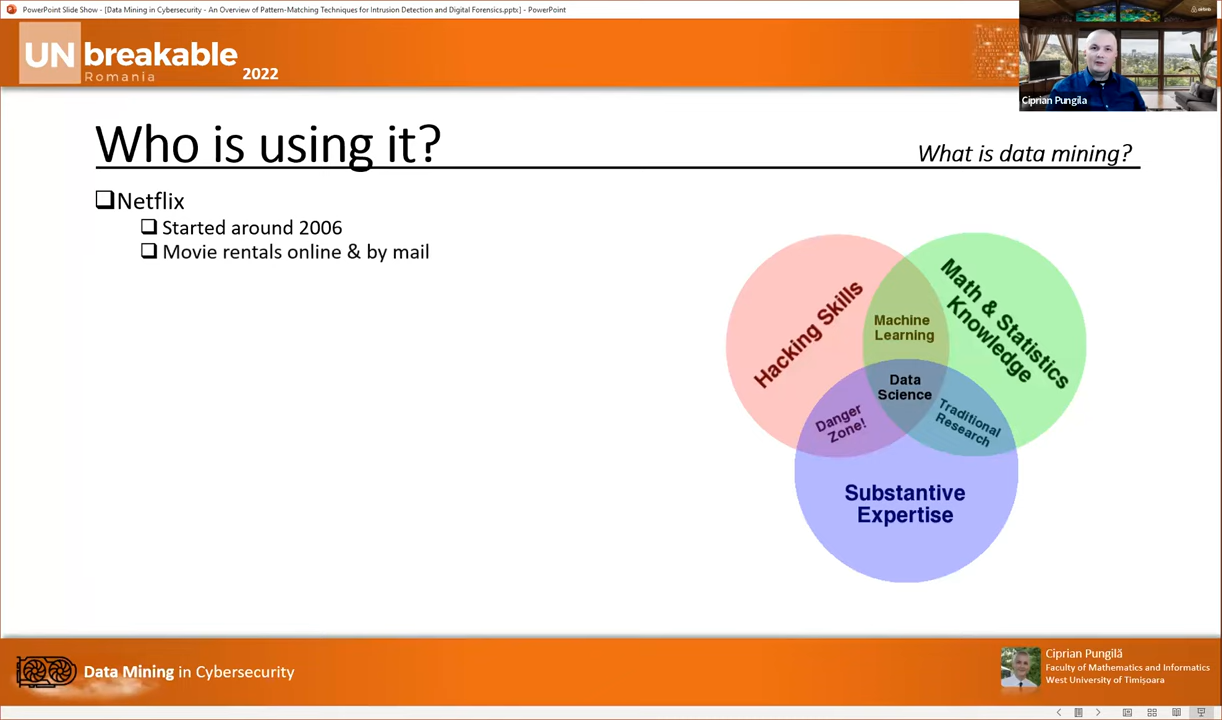 PowerPoint Slide Show - [Data Mining in Cybersecurity - An Overview of Pattern-Matching Techniques for Intrusion Detection and Digital Forensics.pptx] - PowerPoint
UNbreakable
Romania
2022
Ciprian Pungila
Who is using it?
What is data mining?
Netflix
Started around 2006
Movie rentals online & by mail
Hacking Skills
Math & Statistics
Knowledge
Machine
Learning
Data
Science
Danger
Zone!
Traditional
Research
Substantive
Expertise
Data Mining in Cybersecurity
Ciprian Pungilă
Faculty of Mathematics and Informatics
West University of Timișoara